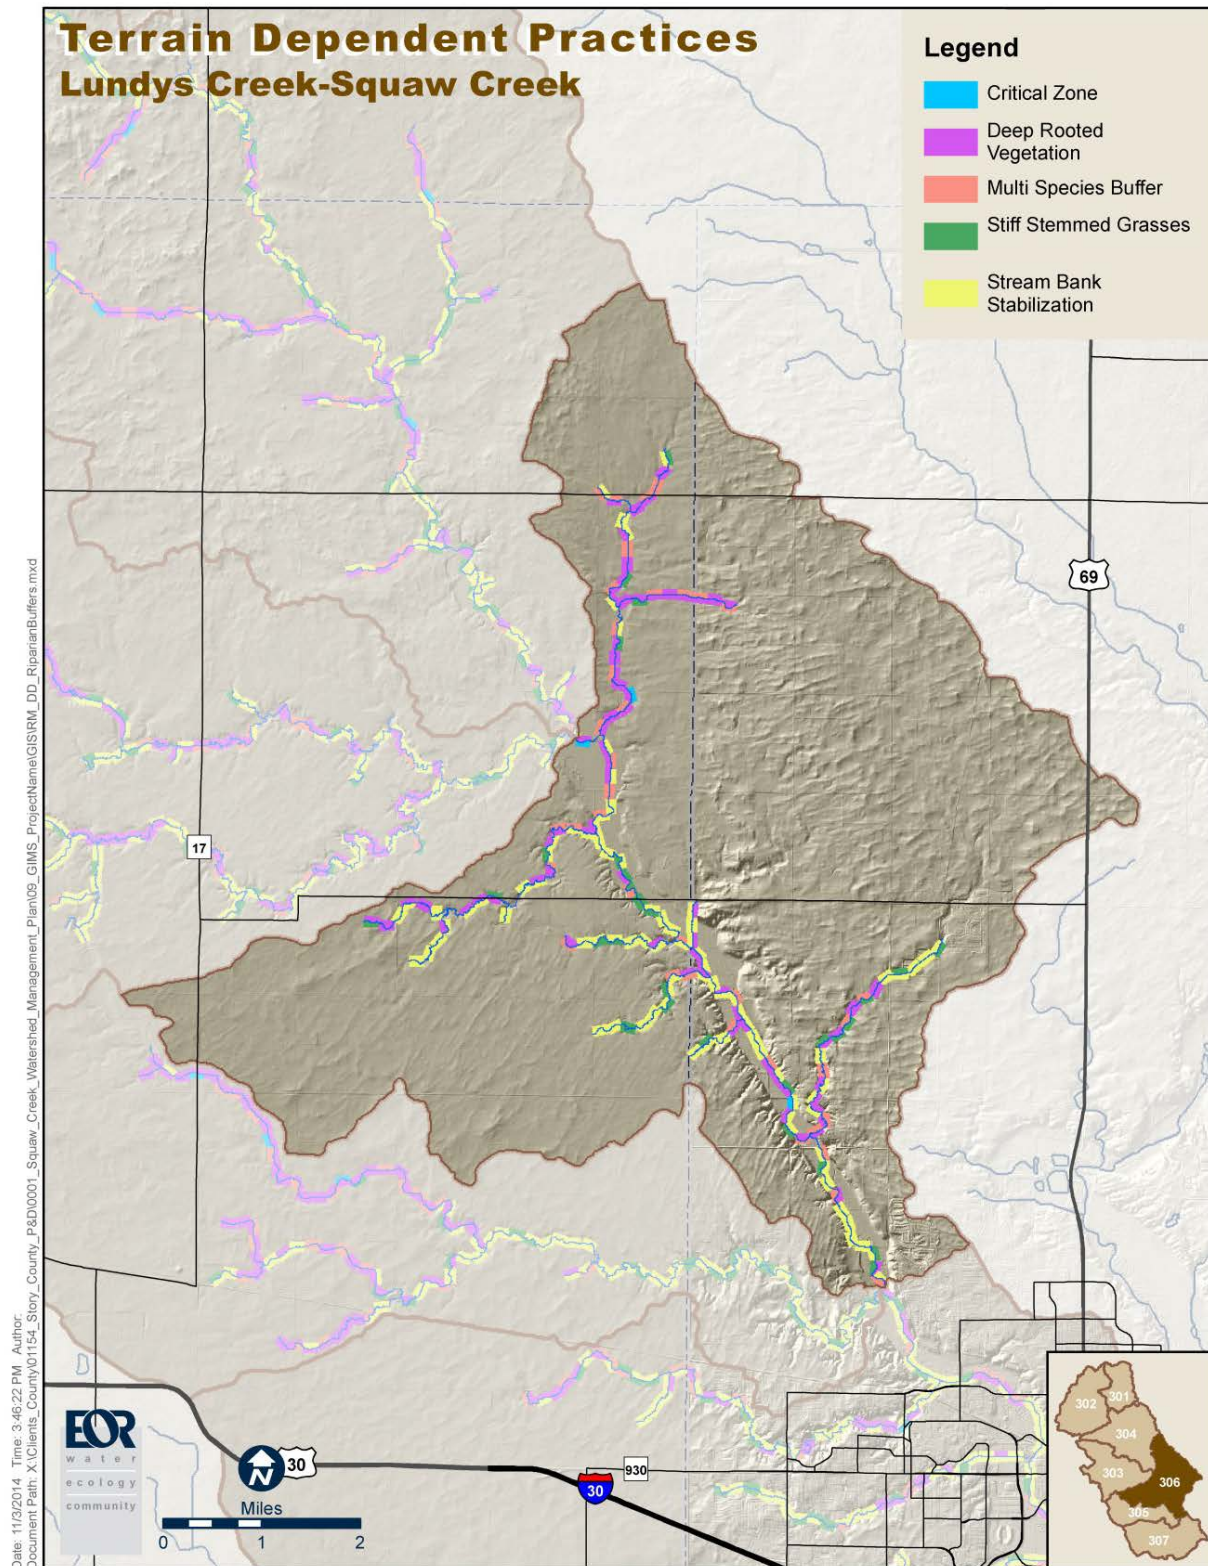 Terrain Dependent Practices
Lundys Creek-Squaw Creek
Legend
Critical Zone
Deep Rooted
Vegetation
Multi Species Buffer
Stiff Stemmed Grasses
Stream Bank
Stabilization
69
17
30
930
30
EOR
water
ecology
community
N
Miles
0 1 2
301
302
304
303
306
305
307
Date: 11/3/2014 Time: 3:46:22 PM Author:
Document Path: X:\Clients_County\01154_Story_County_P&D\0001_Squaw_Creek_Watershed_Management_Plan\09_GIMS_ProjectName\GIS\RM_DD_RiparianBuffers.mxd